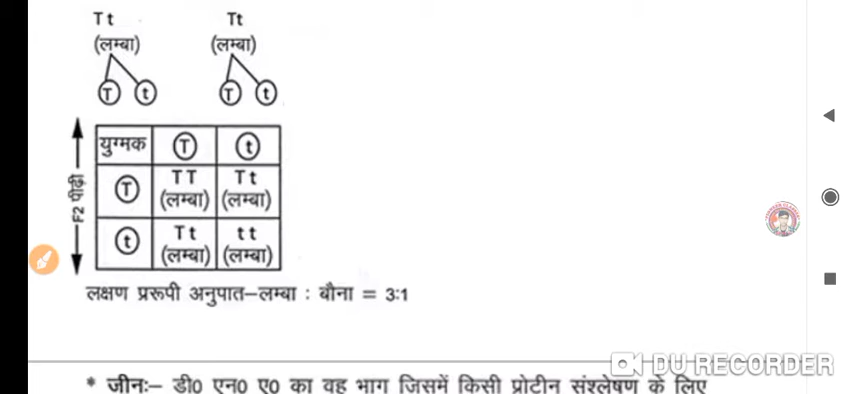 Tt Tt
(लम्बा) (लम्बा)
T t T t
युग्मक T t
T TT Tt
(लम्बा) (लम्बा)
t Tt tt
(लम्बा) (लम्बा)
F2 पीढ़ी
लक्षण प्ररूपी अनुपात–लम्बा : बौना = 3:1
DU RECORDER
* जीनः– डी0 एन0 ए0 का वह भाग जिसमें किसी प्रोटीन संश्लेषण के लिए